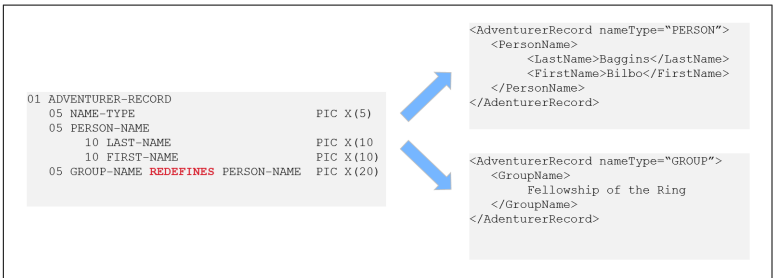 01 ADVENTURER-RECORD
05 NAME-TYPE PIC X(5)
05 PERSON-NAME
10 LAST-NAME PIC X(10
10 FIRST-NAME PIC X(10)
05 GROUP-NAME REDEFINES PERSON-NAME PIC X(20)
<AdventurerRecord nameType=“PERSON”>
<PersonName>
<LastName>Baggins</LastName>
<FirstName>Bilbo</FirstName>
</PersonName>
</AdenturerRecord>
<AdventurerRecord nameType=“GROUP”>
<GroupName>
Fellowship of the Ring
</GroupName>
</AdenturerRecord>